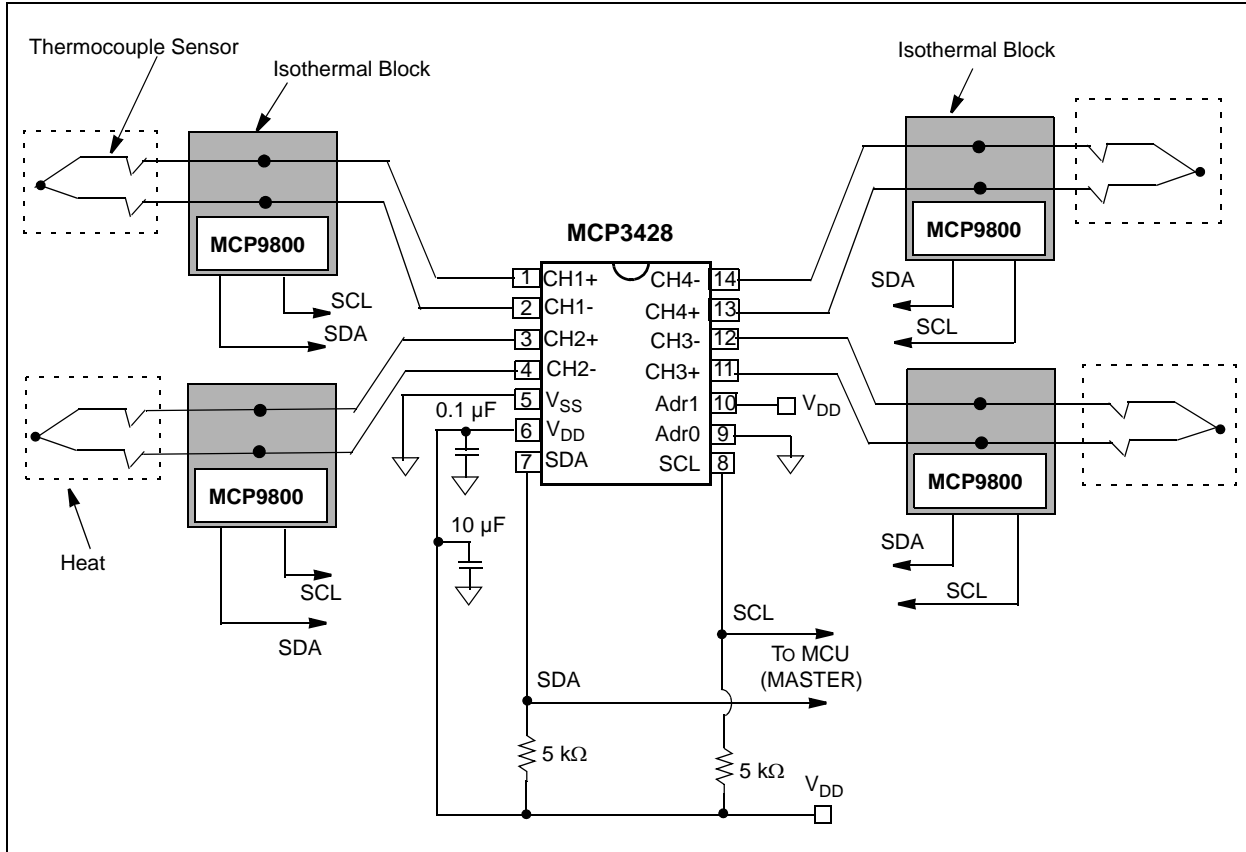 Thermocouple Sensor
Isothermal Block
Isothermal Block
MCP9800
SCL
SDA
MCP9800
SDA
SCL
MCP3428
1 CH1+
2 CH1-
3 CH2+
4 CH2-
5 VSS
6 VDD
7 SDA
CH4- 14
CH4+ 13
CH3- 12
CH3+ 11
Adr1 10
Adr0 9
SCL 8
VDD
0.1 µF
10 µF
MCP9800
SCL
SDA
Heat
MCP9800
SDA
SCL
SCL
TO MCU
(MASTER)
SDA
5 kΩ
5 kΩ
VDD